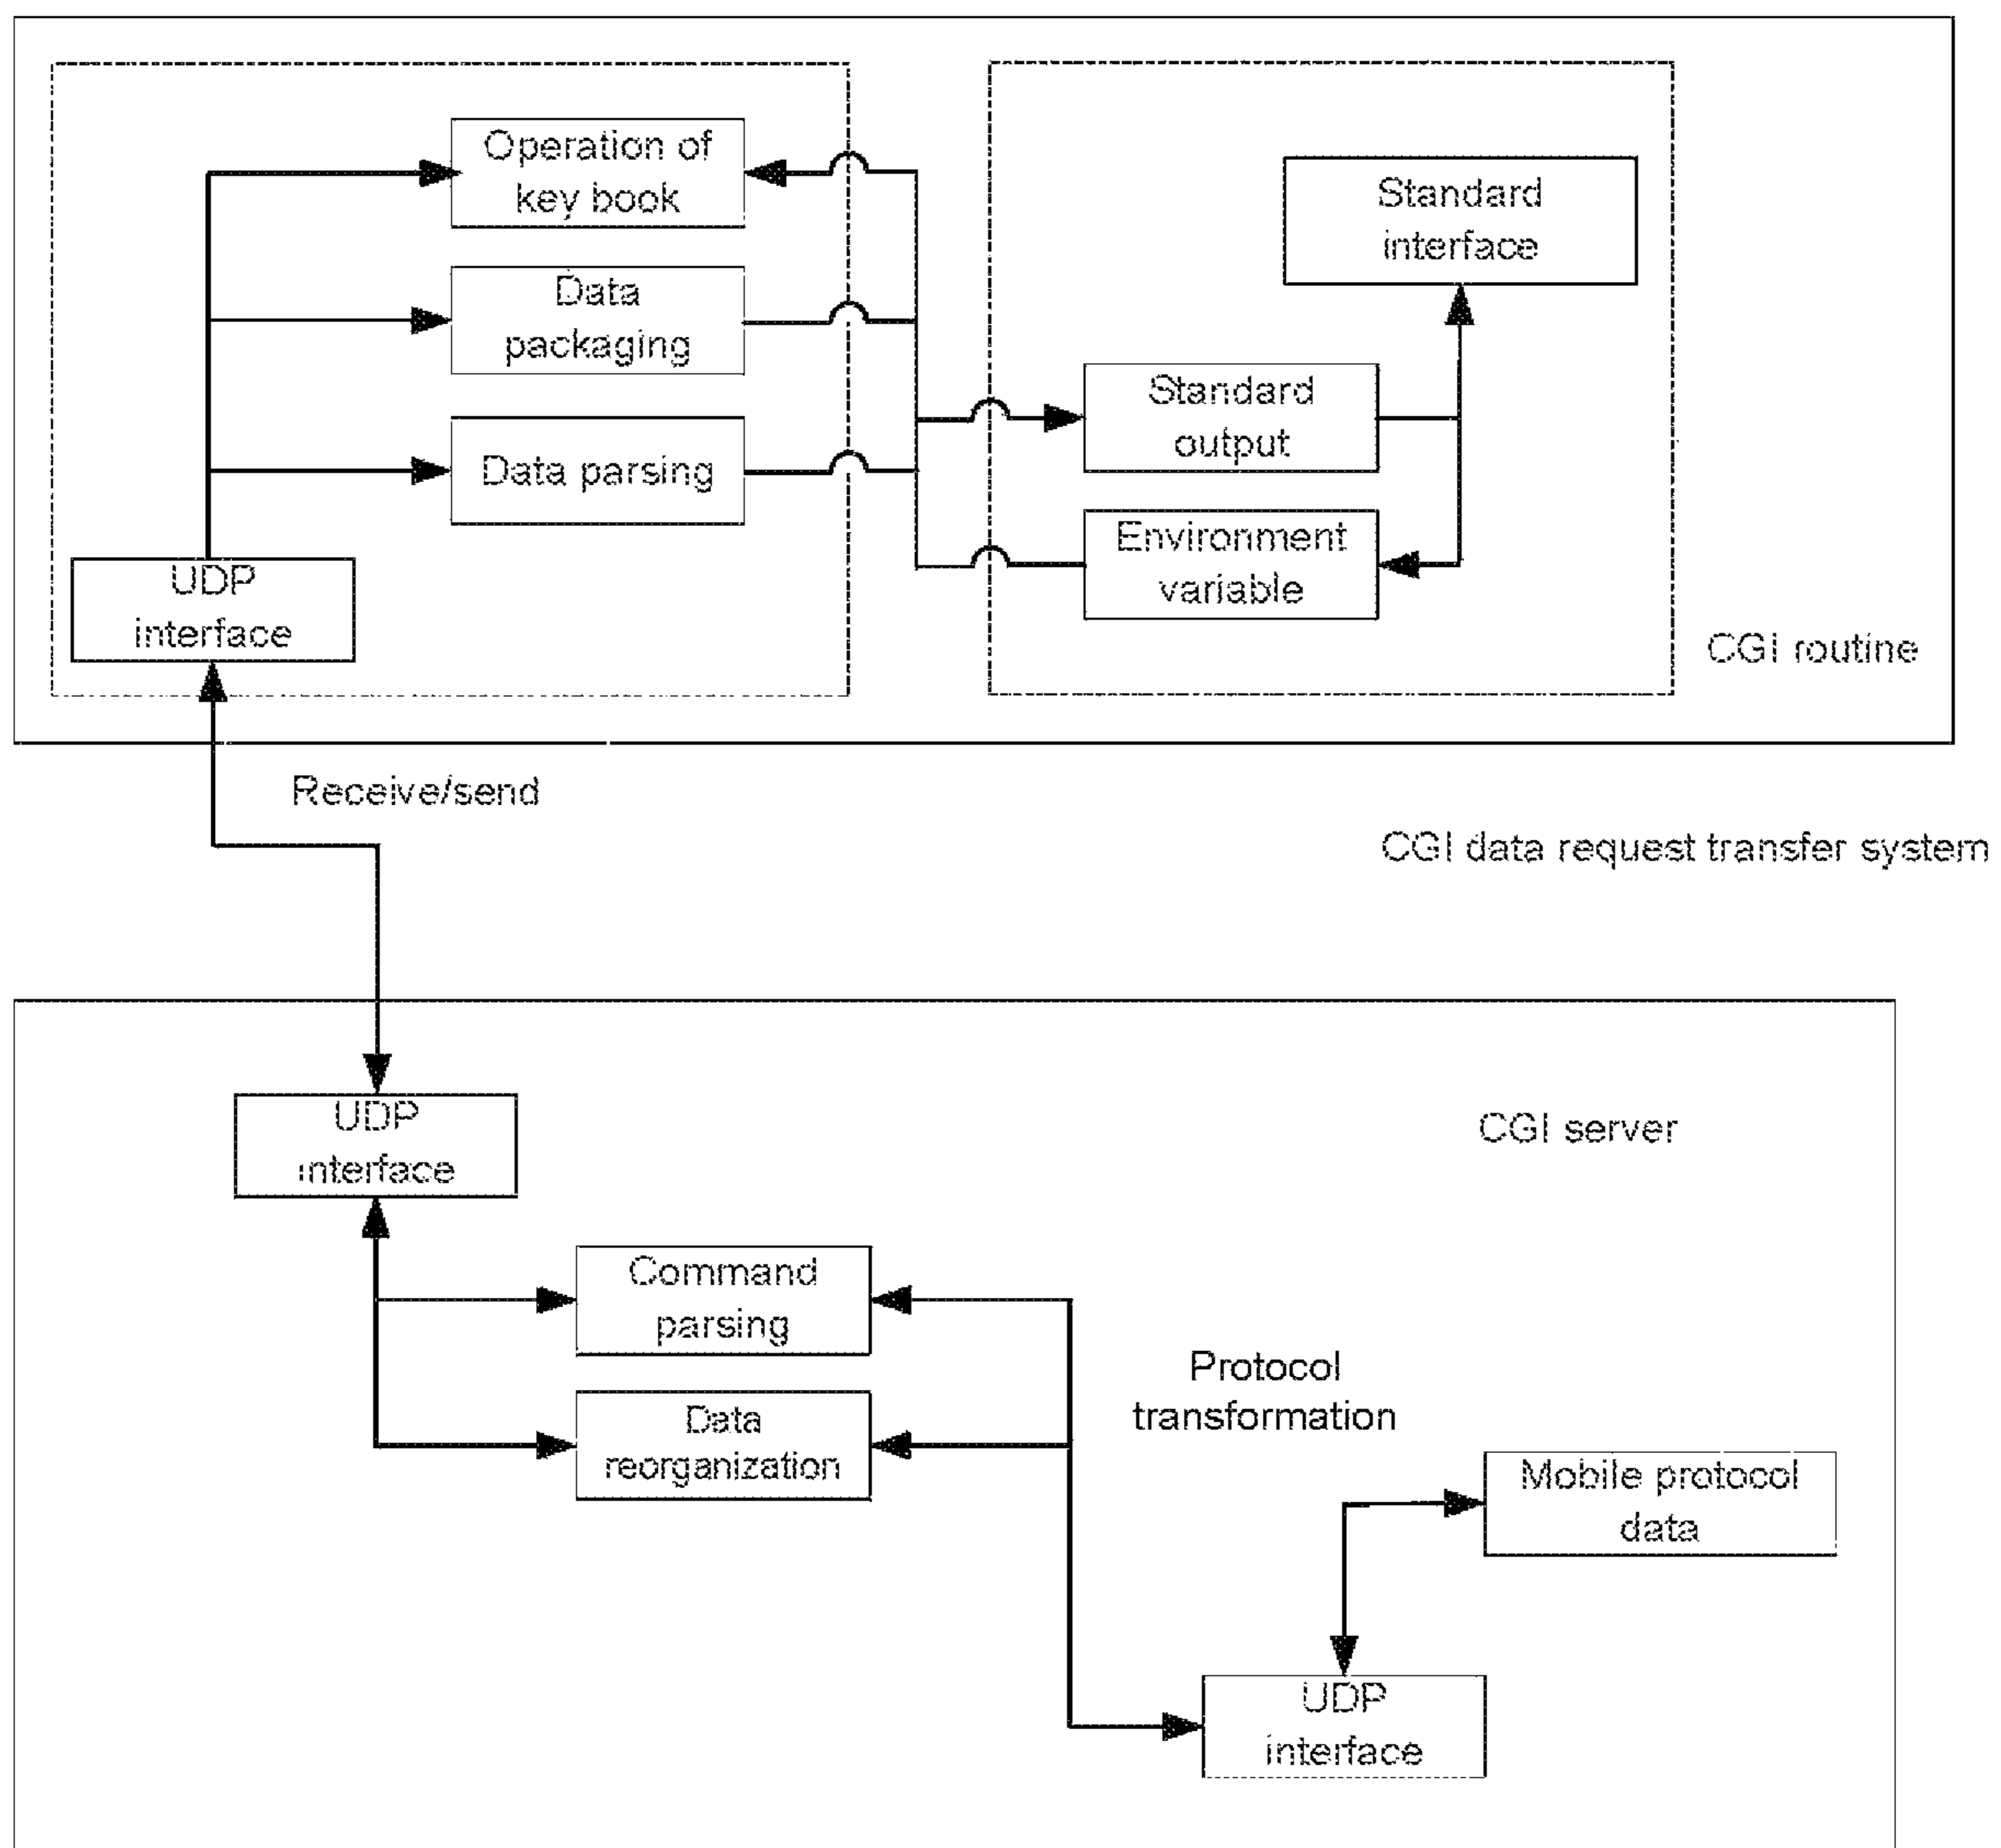 Operation of
key book
Standard
interface
Data
packaging
Standard
output
Data parsing
Environment
variable
UDP
interface
CGI routine
Receive/send
CGI data request transfer system
UDP
interface
CGI server
Command
parsing
Protocol
transformation
Data
reorganization
Mobile protocol
data
UDP
interface